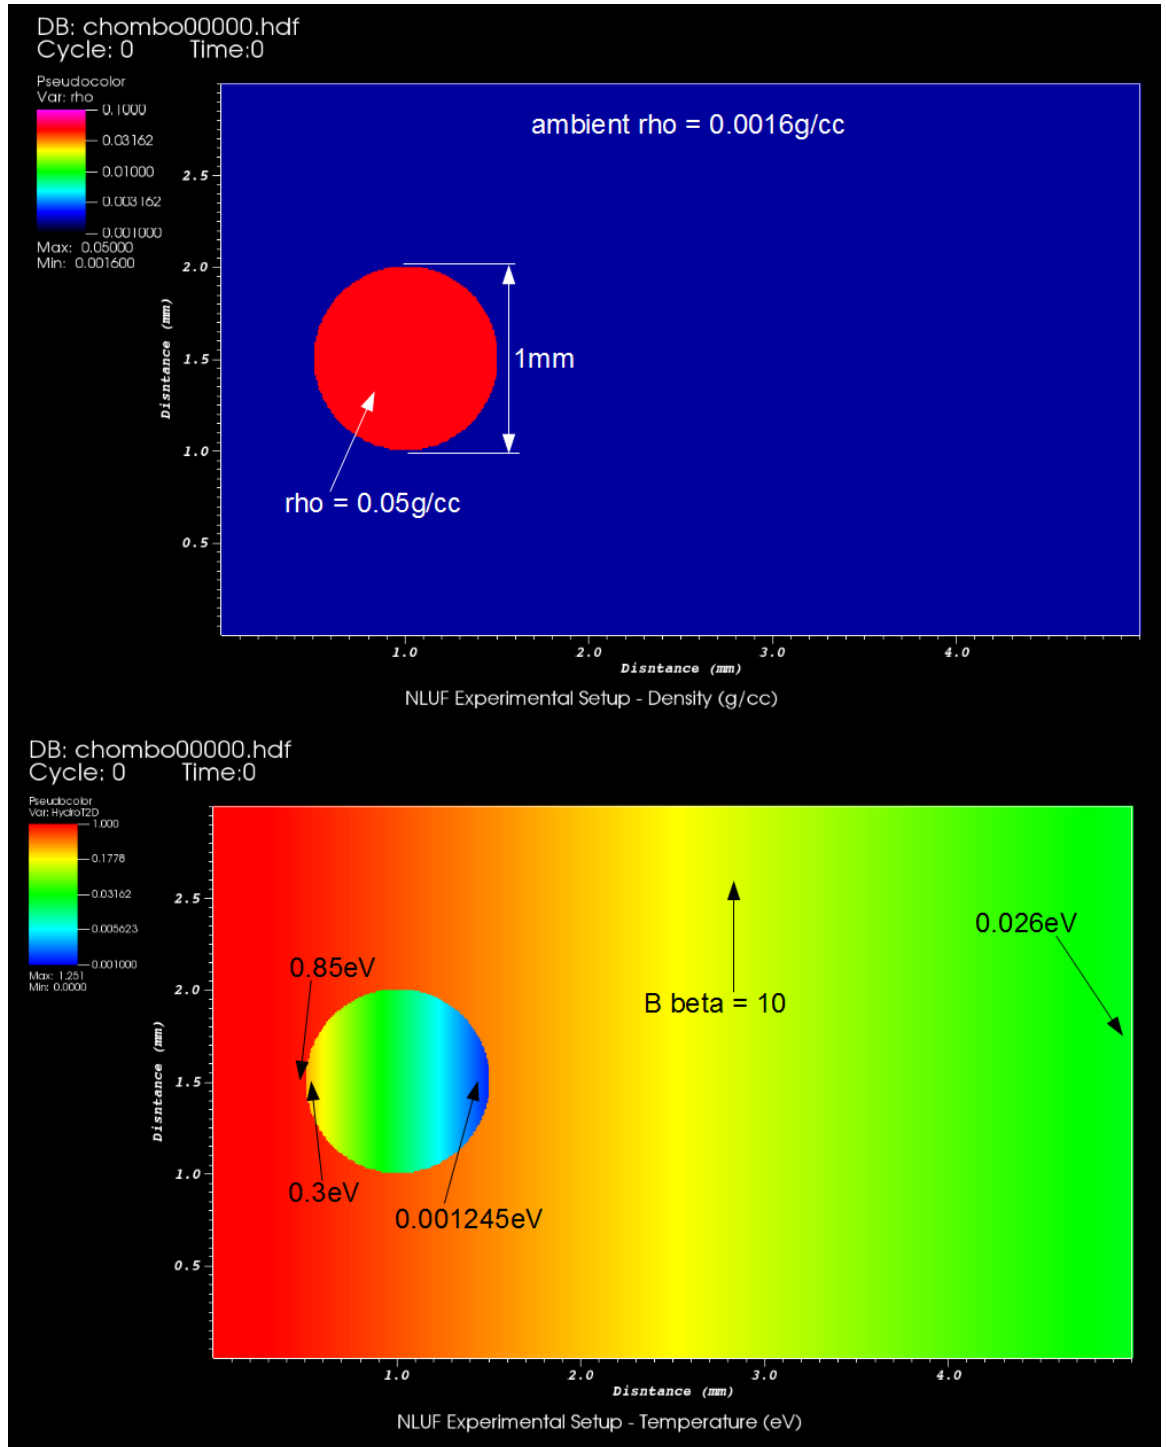 DB: chombo00000.hdf
Cycle: 0 Time:0
Pseudocolor
Var: rho
0.1000
0.03162
0.01000
0.003162
0.001000
Max: 0.05000
Min: 0.001600
ambient rho = 0.0016g/cc
2.5
2.0
1.5
1.0
0.5
Disntance (mm)
1mm
rho = 0.05g/cc
1.0 2.0 3.0 4.0
Disntance (mm)
NLUF Experimental Setup - Density (g/cc)
DB: chombo00000.hdf
Cycle: 0 Time:0
Pseudocolor
Var: HydroT2D
1.000
0.1778
0.03162
0.005623
0.001000
Max: 1.251
Min: 0.0000
2.5
2.0
1.5
1.0
0.5
Disntance (mm)
0.026eV
0.85eV
B beta = 10
0.3eV
0.001245eV
1.0 2.0 3.0 4.0
Disntance (mm)
NLUF Experimental Setup - Temperature (eV)